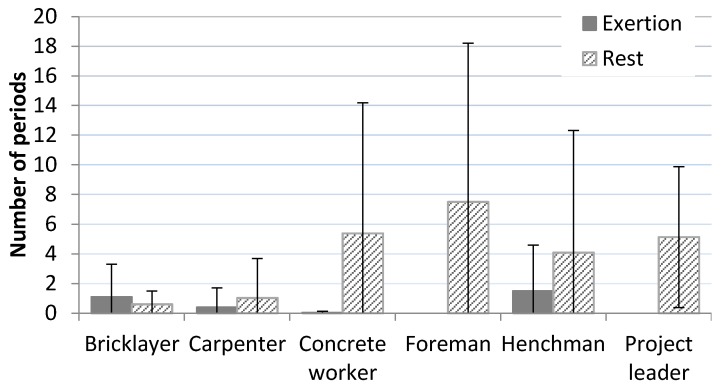 20
18
16
14
12
10
8
6
4
2
0
Number of periods
Exertion
Rest
Bricklayer Carpenter Concrete Foreman Henchman Project
worker leader